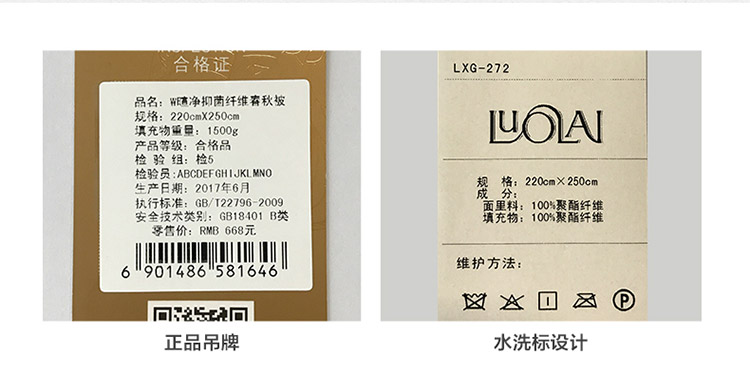 合格证
品名: WE喧净抑菌纤维春秋被
规格: 220cmX250cm
填充物重量: 1500g
产品等级: 合格品
检 验 组: 检5
检验员: ABCDEFGHIJKLMNO
生产日期: 2017年6月
执行标准: GB/T22796-2009
安全技术类别: GB18401 B类
零售价: RMB 668元
6 901486 581646
正品吊牌
LXG-272
LUOLAI
规 格: 220cm×250cm
成 分:
面里料: 100%聚酯纤维
填充物: 100%聚酯纤维
维护方法:
P
水洗标设计